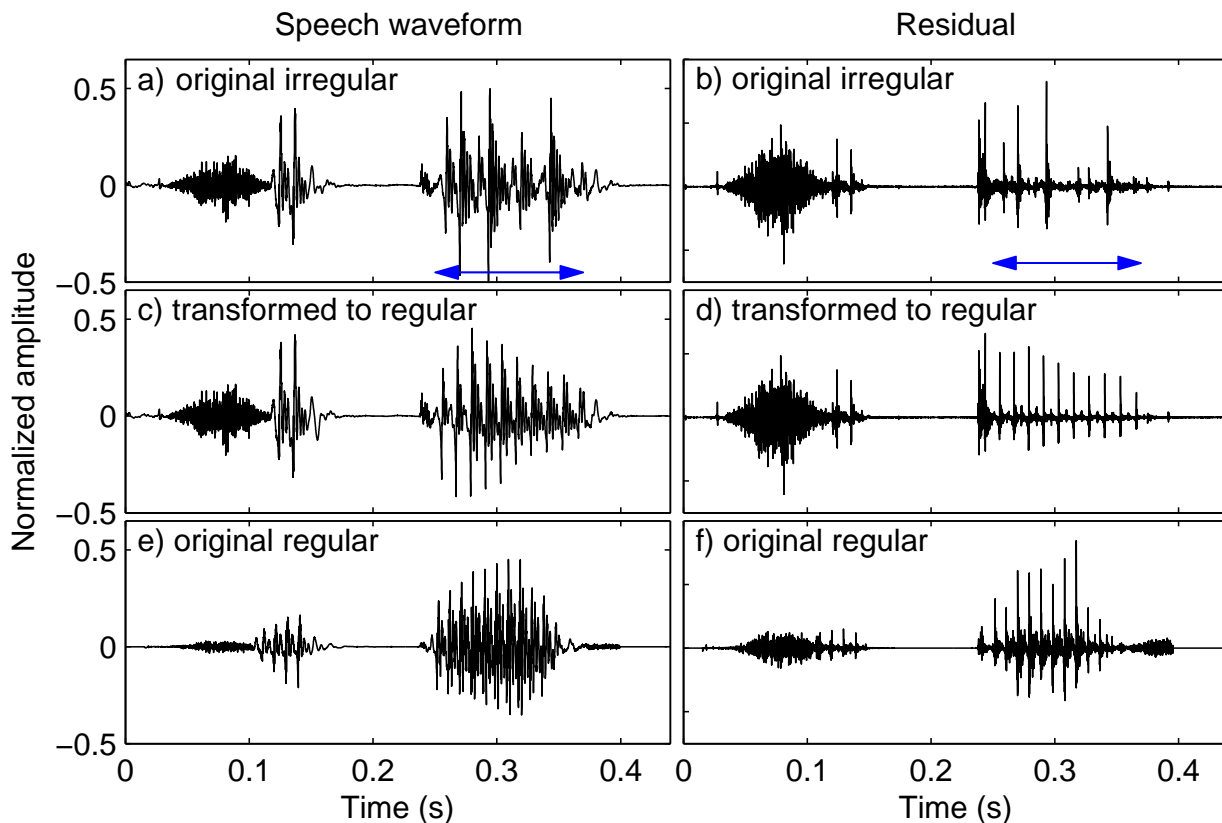 Speech waveform
Residual
Normalized amplitude
a) original irregular
0.5
0
−0.5
b) original irregular
c) transformed to regular
0.5
0
−0.5
d) transformed to regular
e) original regular
0.5
0
−0.5
f) original regular
0 0.1 0.2 0.3 0.4
Time (s)
0 0.1 0.2 0.3 0.4
Time (s)